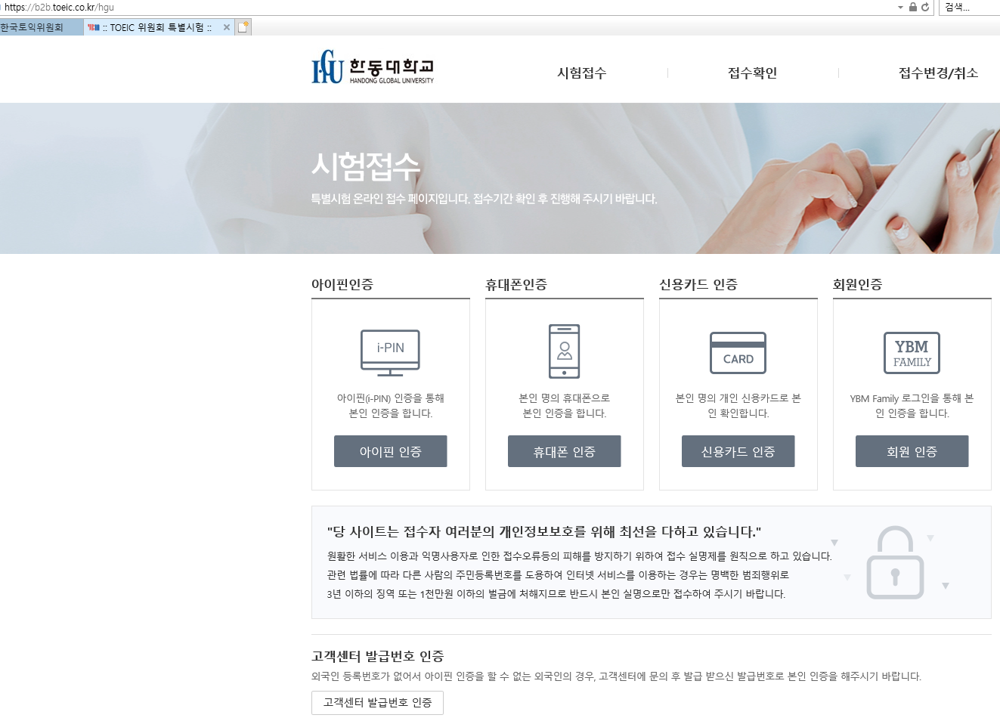 https://b2b.toeic.co.kr/hgu
검색...
한국토익위원회
YBM :: TOEIC 위원회 특별시험 ::
HGU 한동대학교
HANDONG GLOBAL UNIVERSITY
시험접수
접수확인
접수변경/취소
시험접수
특별시험 온라인 접수 페이지입니다. 접수기간 확인 후 진행해 주시기 바랍니다.
아이핀인증
i-PIN
아이핀(i-PIN) 인증을 통해
본인 인증을 합니다.
아이핀 인증
휴대폰인증
본인 명의 휴대폰으로
본인 인증을 합니다.
휴대폰 인증
신용카드 인증
CARD
본인 명의 개인 신용카드로 본
인 확인합니다.
신용카드 인증
회원인증
YBM
FAMILY
YBM Family 로그인을 통해 본
인 인증을 합니다.
회원 인증
"당 사이트는 접수자 여러분의 개인정보보호를 위해 최선을 다하고 있습니다."
원활한 서비스 이용과 익명사용자로 인한 접수오류등의 피해를 방지하기 위하여 접수 실명제를 원칙으로 하고 있습니다.
관련 법률에 따라 다른 사람의 주민등록번호를 도용하여 인터넷 서비스를 이용하는 경우는 명백한 범죄행위로
3년 이하의 징역 또는 1천만원 이하의 벌금에 처해지므로 반드시 본인 실명으로만 접수하여 주시기 바랍니다.
고객센터 발급번호 인증
외국인 등록번호가 없어서 아이핀 인증을 할 수 없는 외국인의 경우, 고객센터에 문의 후 발급 받으신 발급번호로 본인 인증을 해주시기 바랍니다.
고객센터 발급번호 인증